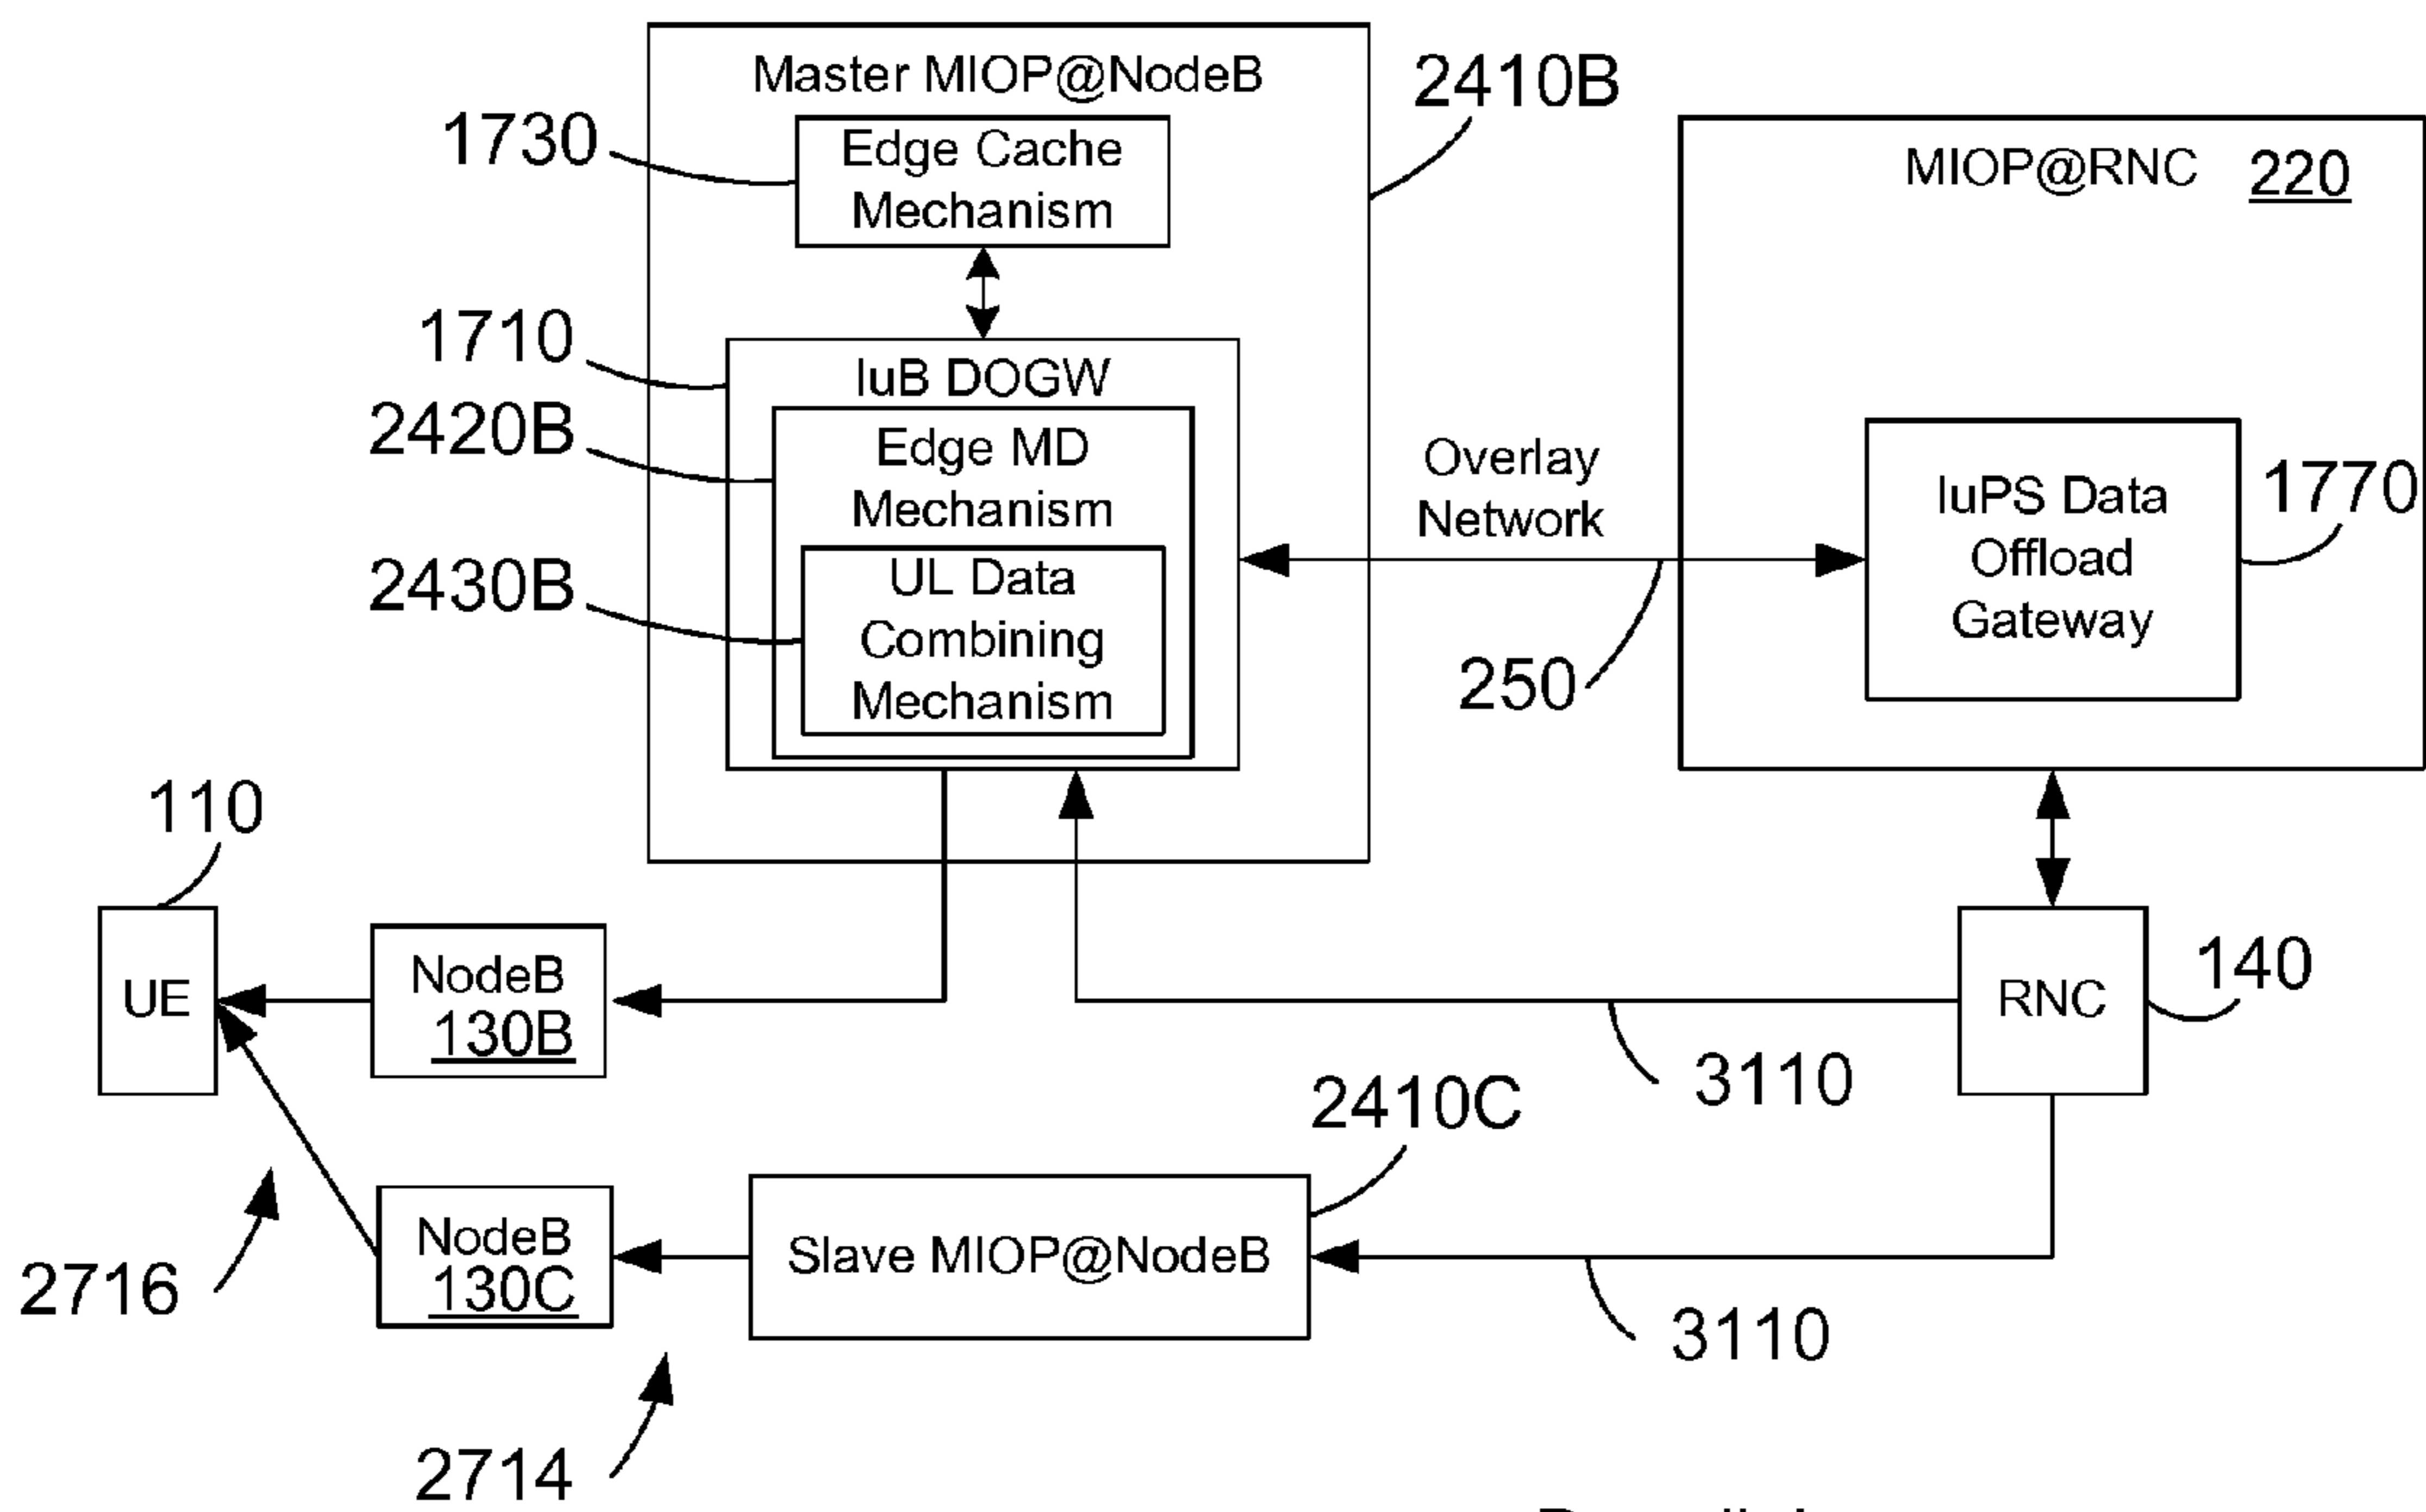 Master MIOP@NodeB
2410B
1730
Edge Cache
Mechanism
MIOP@RNC 220
1710
IuB DOGW
2420B
Edge MD
Mechanism
2430B
UL Data
Combining
Mechanism
Overlay
Network
250
IuPS Data
Offload
Gateway
1770
110
UE
NodeB
130B
RNC
140
3110
2410C
NodeB
130C
Slave MIOP@NodeB
3110
2716
2714